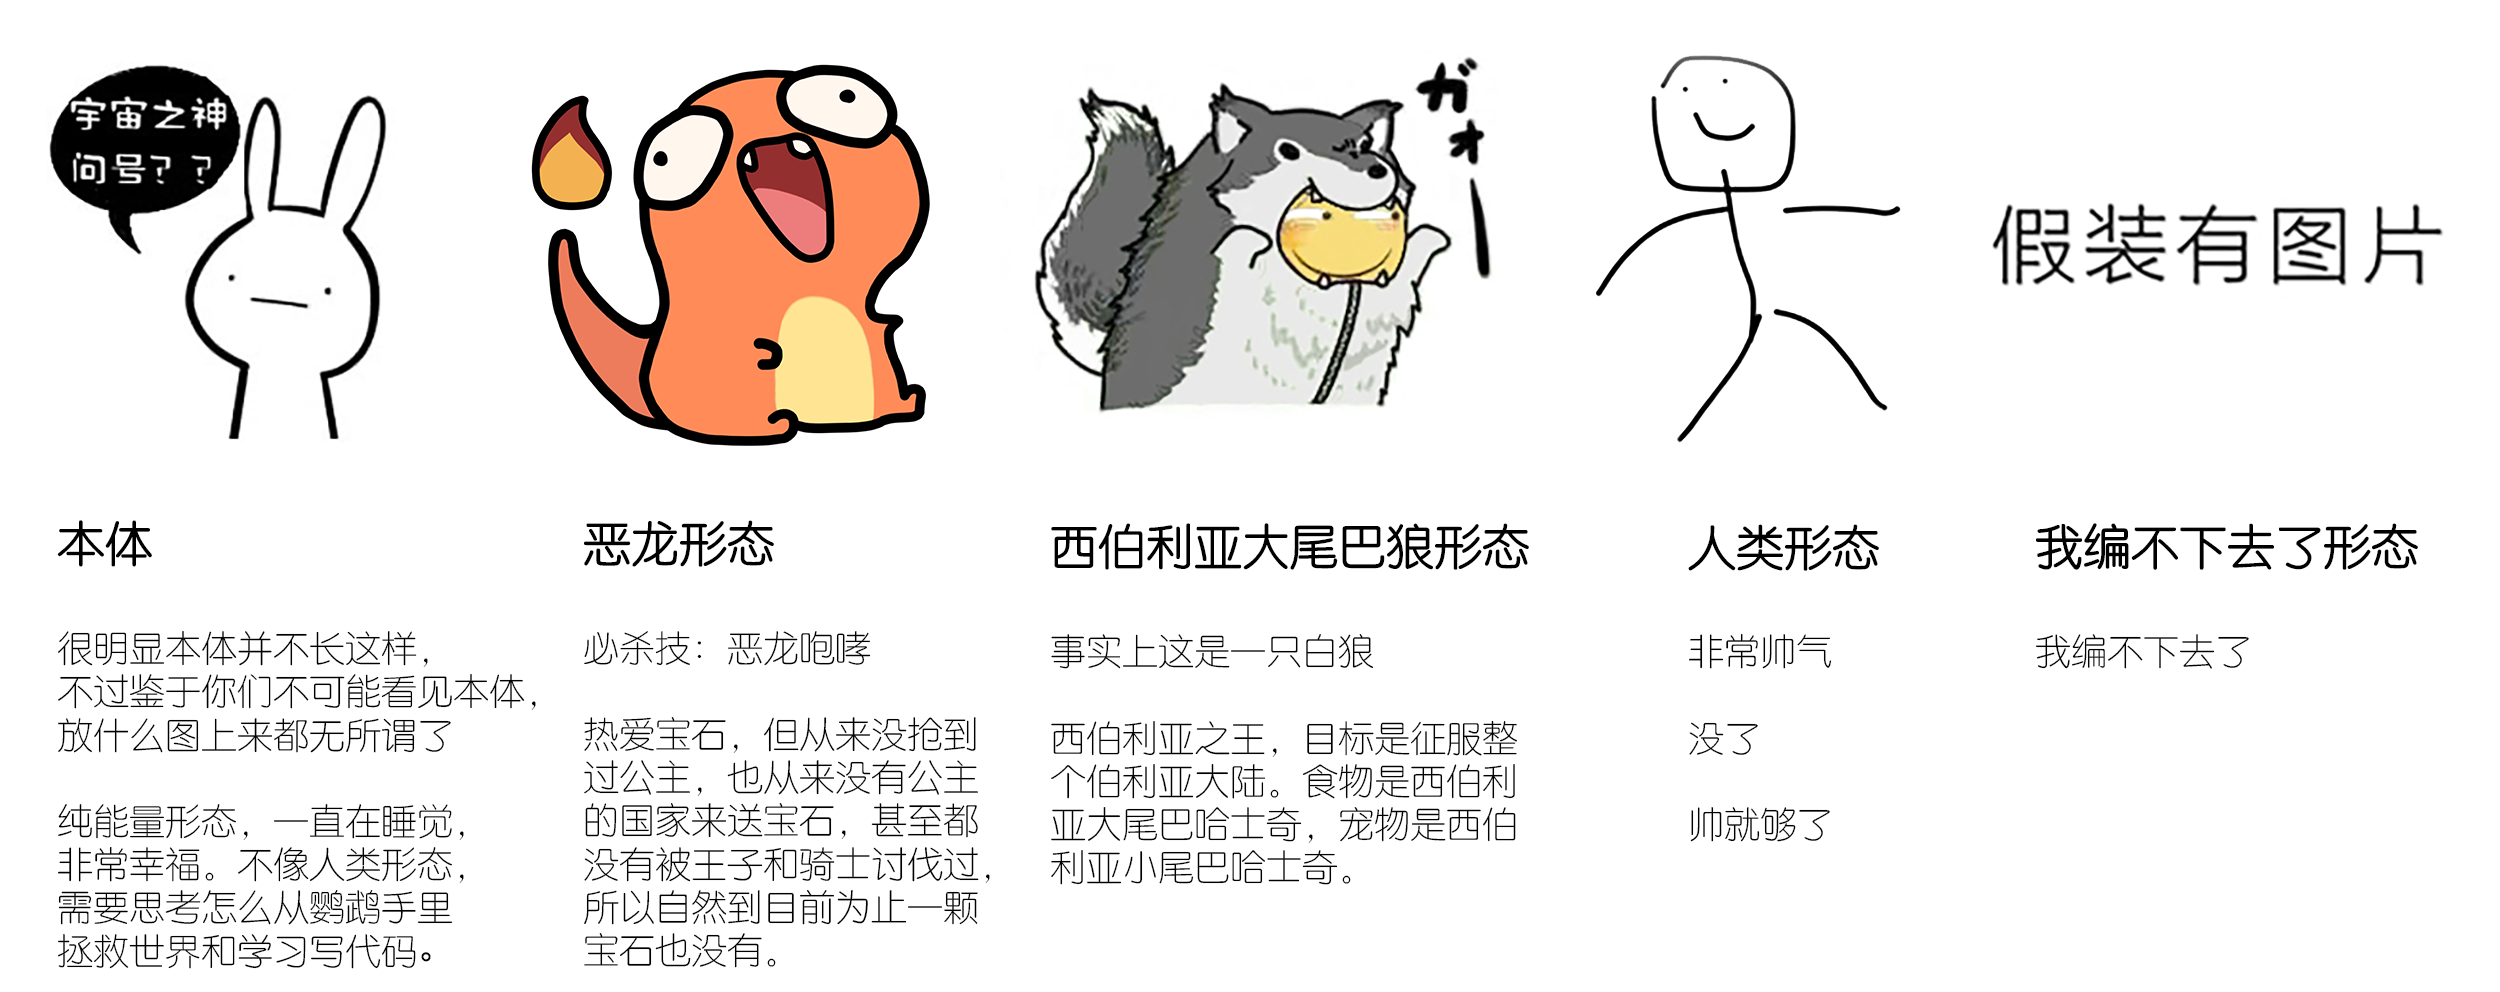 宇宙之神
问号??
ガオー
假装有图片
本体
很明显本体并不长这样，
不过鉴于你们不可能看见本体，
放什么图上来都无所谓了
纯能量形态，一直在睡觉，
非常幸福。不像人类形态，
需要思考怎么从鹦鹉手里
拯救世界和学习写代码。
恶龙形态
必杀技：恶龙咆哮
热爱宝石，但从来没抢到
过公主，也从来没有公主
的国家来送宝石，甚至都
没有被王子和骑士讨伐过，
所以自然到目前为止一颗
宝石也没有。
西伯利亚大尾巴狼形态
事实上这是一只白狼
西伯利亚之王，目标是征服整
个伯利亚大陆。食物是西伯利
亚大尾巴哈士奇，宠物是西伯
利亚小尾巴哈士奇。
人类形态
非常帅气
没了
帅就够了
我编不下去了形态
我编不下去了